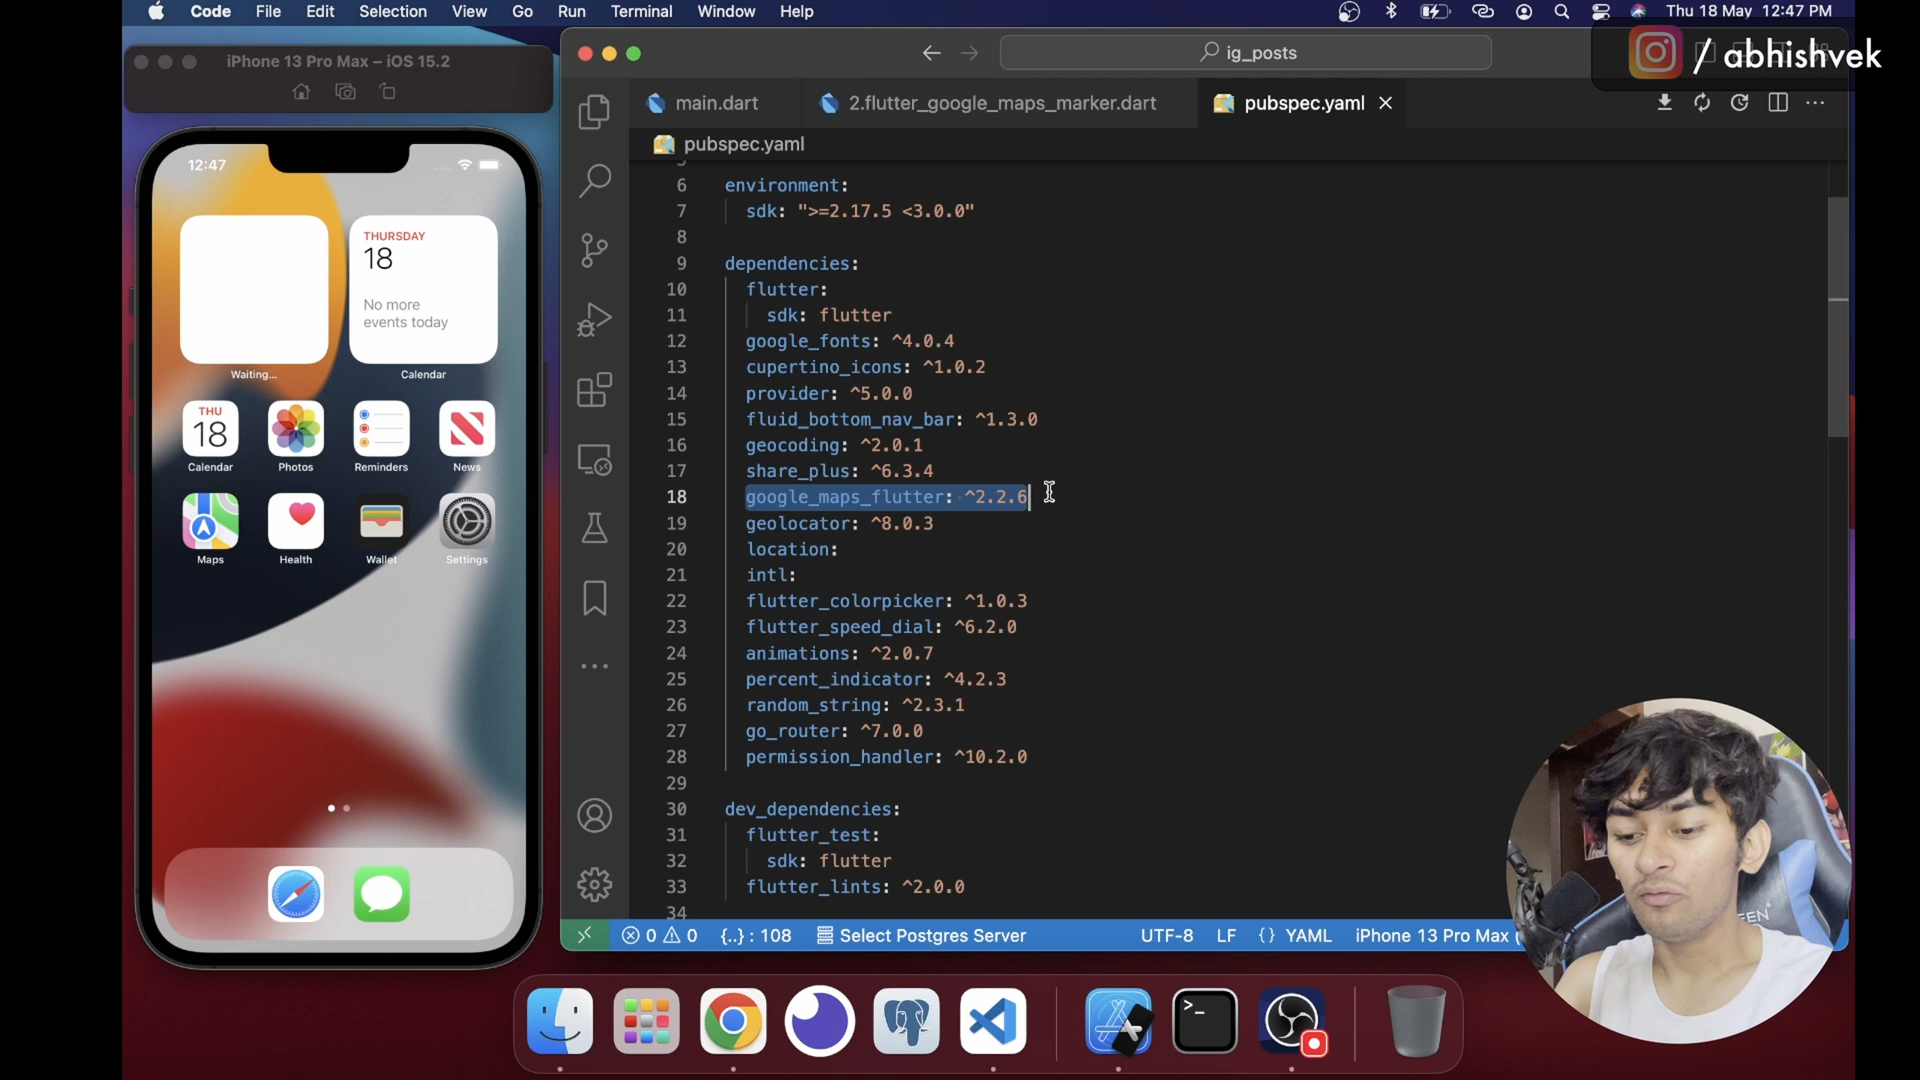 Code File Edit Selection View Go Run Terminal Window Help
Thu 18 May 12:47 PM
/ abhishvek
iPhone 13 Pro Max – iOS 15.2
12:47
THURSDAY
18
No more
events today
Waiting...
Calendar
THU
18
Calendar
Photos
Reminders
News
Maps
Health
Wallet
Settings
ig_posts
main.dart
2.flutter_google_maps_marker.dart
pubspec.yaml
pubspec.yaml
6 environment:
7 sdk: ">=2.17.5 <3.0.0"
8
9 dependencies:
10 flutter:
11 sdk: flutter
12 google_fonts: ^4.0.4
13 cupertino_icons: ^1.0.2
14 provider: ^5.0.0
15 fluid_bottom_nav_bar: ^1.3.0
16 geocoding: ^2.0.1
17 share_plus: ^6.3.4
18 google_maps_flutter: ^2.2.6
19 geolocator: ^8.0.3
20 location:
21 intl:
22 flutter_colorpicker: ^1.0.3
23 flutter_speed_dial: ^6.2.0
24 animations: ^2.0.7
25 percent_indicator: ^4.2.3
26 random_string: ^2.3.1
27 go_router: ^7.0.0
28 permission_handler: ^10.2.0
29
30 dev_dependencies:
31 flutter_test:
32 sdk: flutter
33 flutter_lints: ^2.0.0
34
0 0 {..} : 108 Select Postgres Server UTF-8 LF {} YAML iPhone 13 Pro Max (